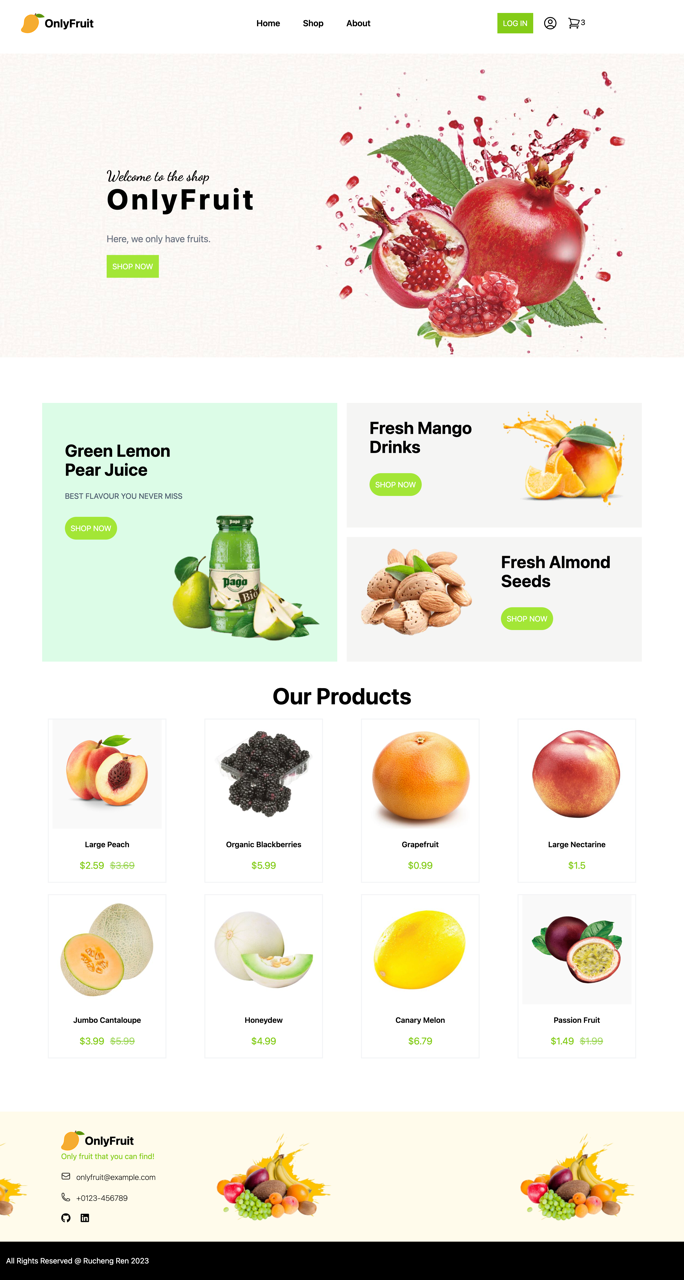 OnlyFruit
Home Shop About
LOG IN
3
Welcome to the shop
OnlyFruit
Here, we only have fruits.
SHOP NOW
Green Lemon
Pear Juice
BEST FLAVOUR YOU NEVER MISS
SHOP NOW
pago
pago
Bio
Fresh Mango
Drinks
SHOP NOW
Fresh Almond
Seeds
SHOP NOW
Our Products
Large Peach
$2.59 $3.69
Organic Blackberries
$5.99
Grapefruit
$0.99
Large Nectarine
$1.5
Jumbo Cantaloupe
$3.99 $5.99
Honeydew
$4.99
Canary Melon
$6.79
Passion Fruit
$1.49 $1.99
OnlyFruit
Only fruit that you can find!
onlyfruit@example.com
+0123-456789
in
All Rights Reserved @ Rucheng Ren 2023